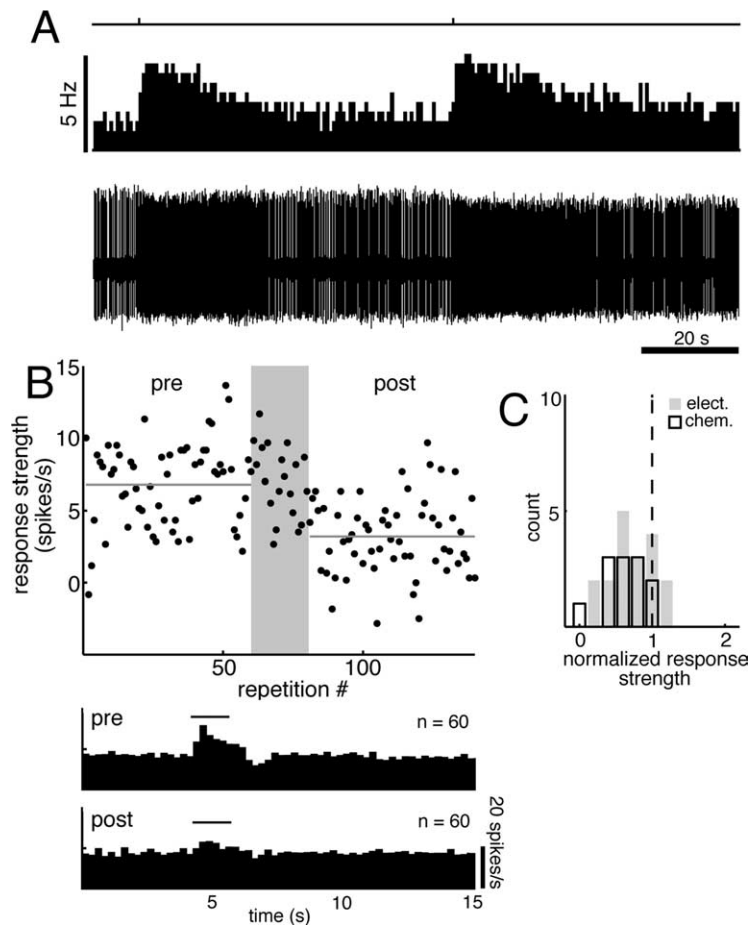 A
5 Hz
20 s
B
pre
post
15
10
5
0
response strength
(spikes/s)
50
100
repetition #
C
10
5
count
elect.
chem.
0
1
2
normalized response
strength
pre
n = 60
post
n = 60
20 spikes/s
5
10
15
time (s)